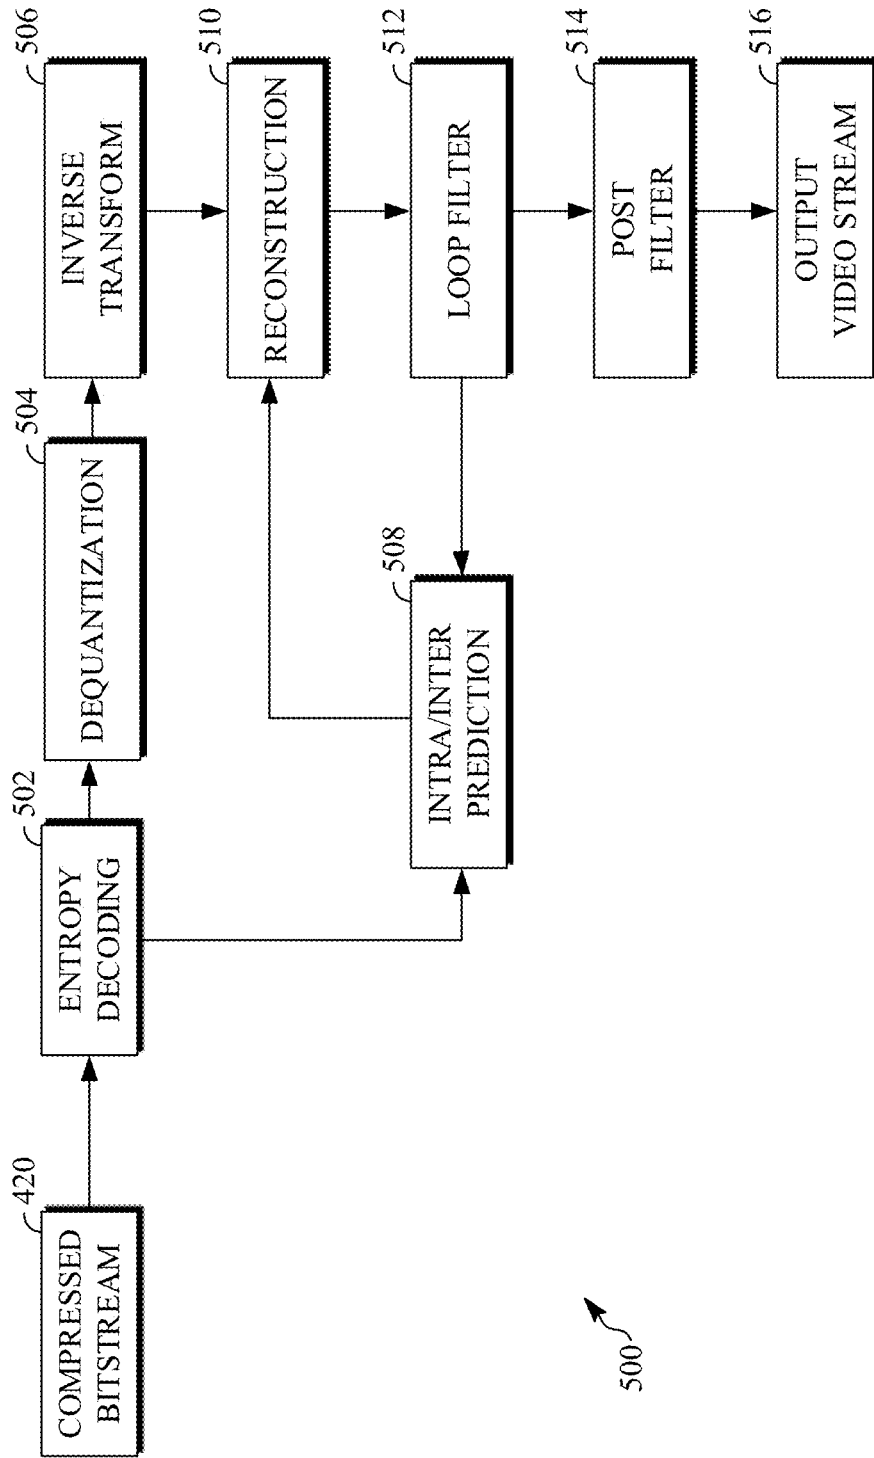 420
COMPRESSED
BITSTREAM
502
ENTROPY
DECODING
504
DEQUANTIZATION
506
INVERSE
TRANSFORM
508
INTRA/INTER
PREDICTION
510
RECONSTRUCTION
512
LOOP FILTER
514
POST
FILTER
516
OUTPUT
VIDEO STREAM
500